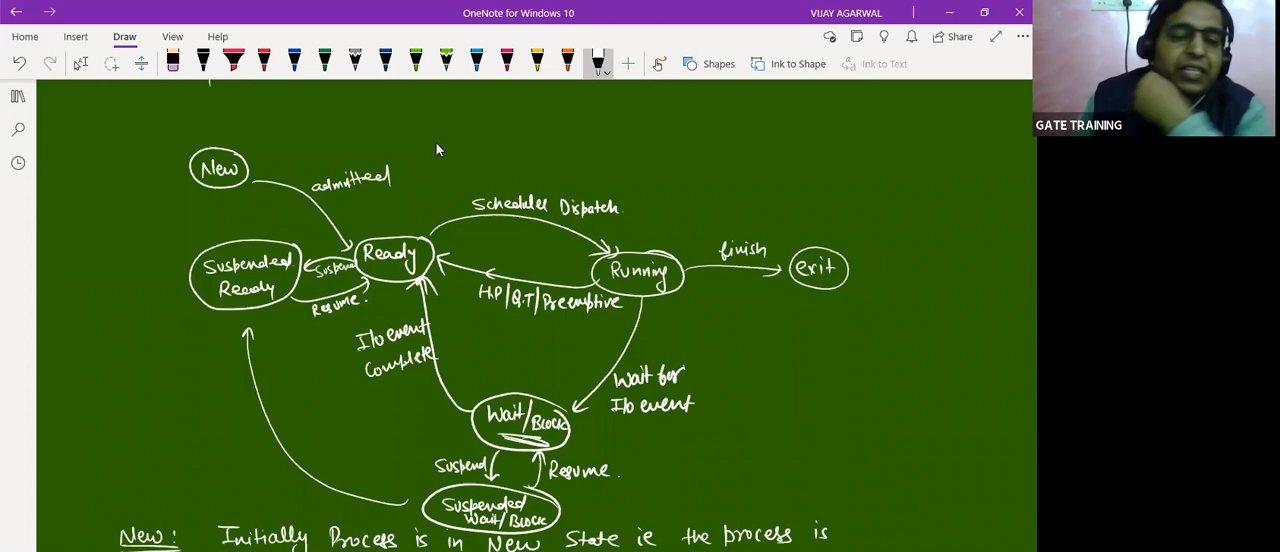 OneNote for Windows 10
VIJAY AGARWAL
Home
Insert
Draw
View
Help
Share
Shapes
Ink to Shape
Ink to Text
GATE TRAINING
New
admitted
Schedule Dispatch.
Ready
finish
Suspended
Ready
Suspend
Running
exit
Resume.
H.P/Q.T/Preemptive
I/o event
Complete
Wait for
I/o event
Wait/Block
Suspend
Resume.
Suspended
Wait/Block
New: Initially Process is in New State ie the process is